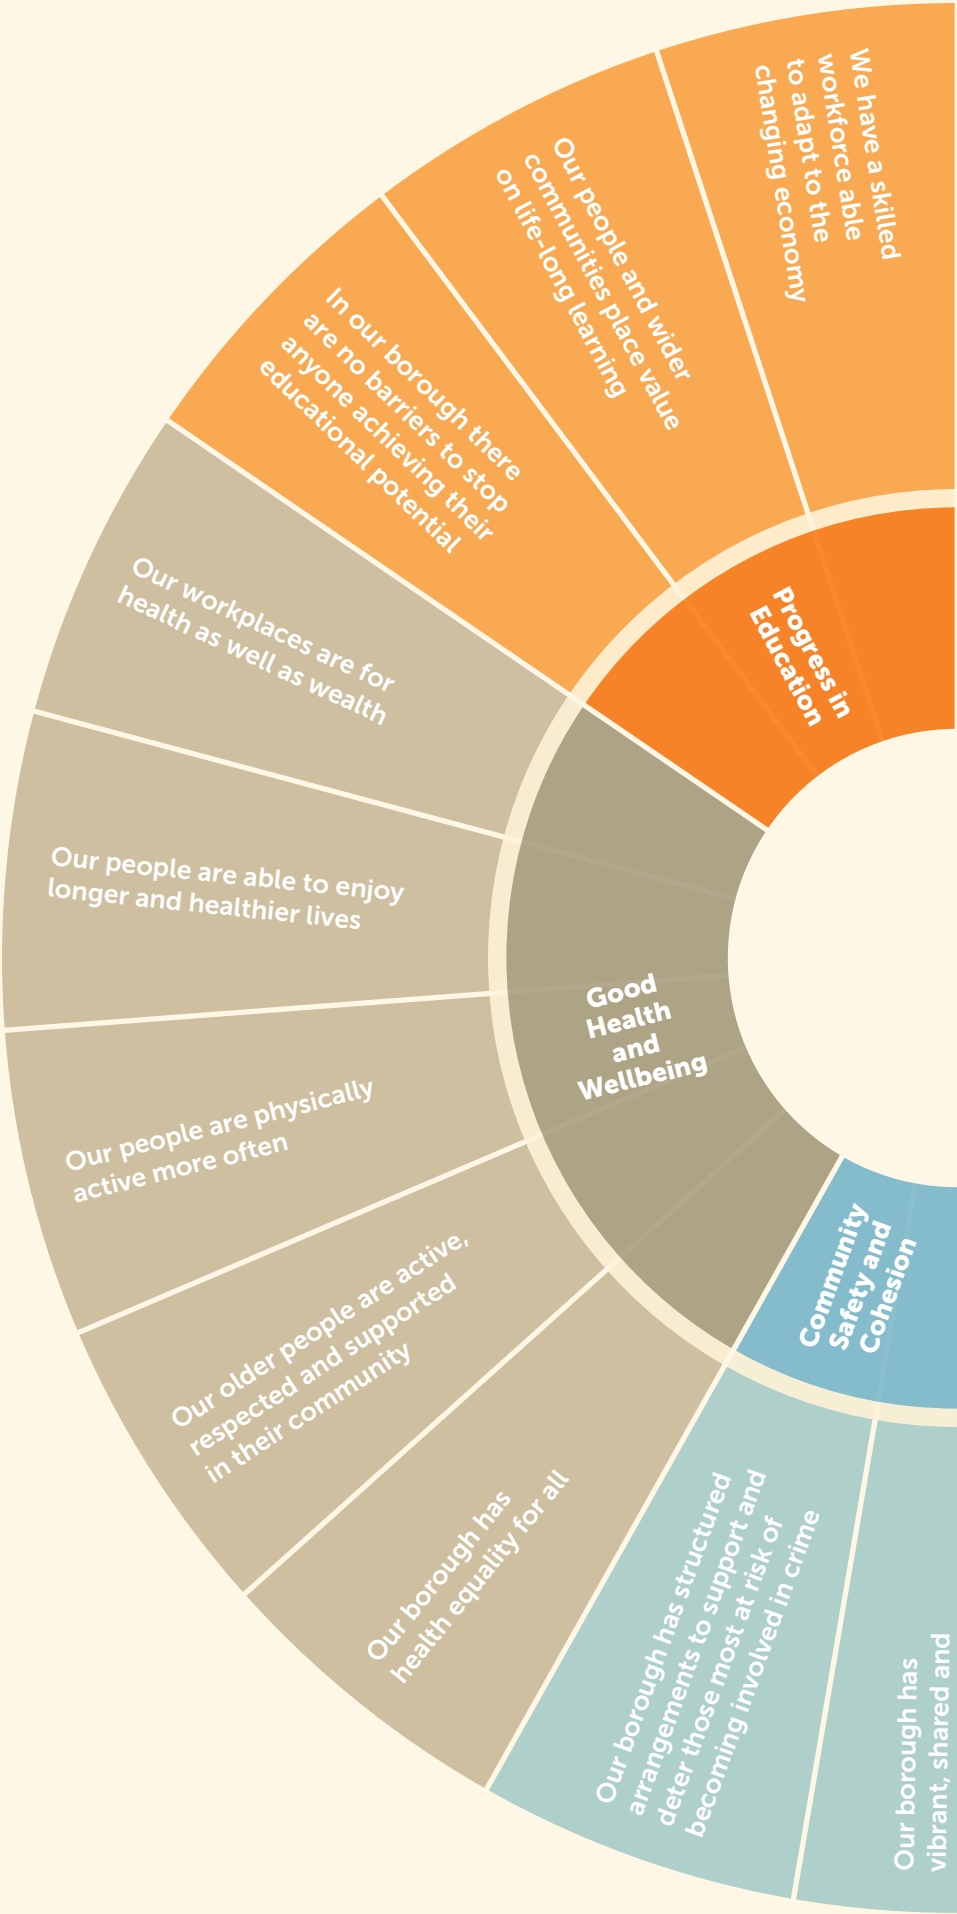 We have a skilled
workforce able
to adapt to the
changing economy
Our people and wider
communities place value
on life-long learning
In our borough there
are no barriers to stop
anyone achieving their
educational potential
Progress in
Education
Our workplaces are for
health as well as wealth
Our people are able to enjoy
longer and healthier lives
Good
Health
and
Wellbeing
Our people are physically
active more often
Our older people are active,
respected and supported
in their community
Our borough has
health equality for all
Community
Safety and
Cohesion
Our borough has structured
arrangements to support and
deter those most at risk of
becoming involved in crime
Our borough has
vibrant, shared and